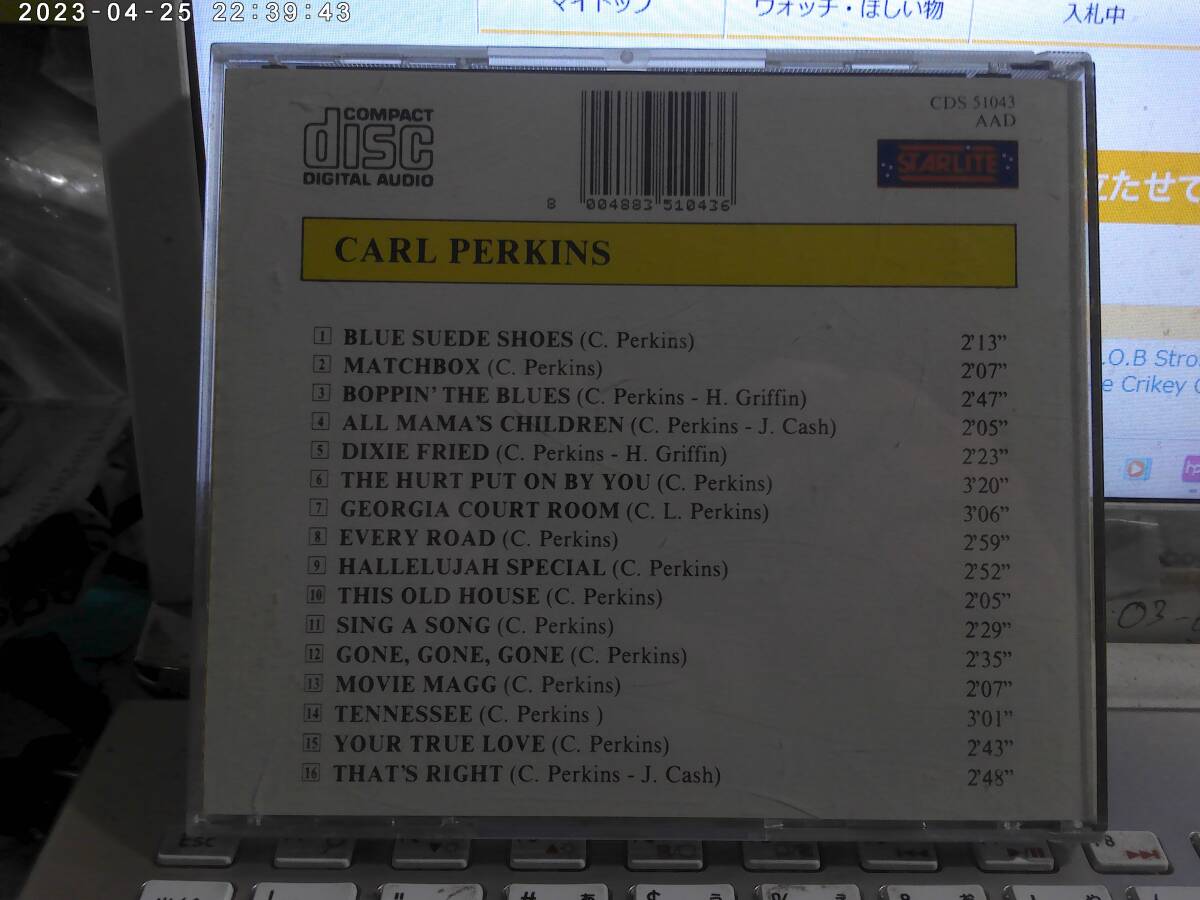 2023-04-25 22:39:43
マイトップ ウォッチ・ほしい物 入札中
COMPACT
disc
DIGITAL AUDIO
8 004883 510436
CDS 51043
AAD
STARLITE
CARL PERKINS
1 BLUE SUEDE SHOES (C. Perkins) 2'13”
2 MATCHBOX (C. Perkins) 2'07”
3 BOPPIN' THE BLUES (C. Perkins - H. Griffin) 2'47”
4 ALL MAMA'S CHILDREN (C. Perkins - J. Cash) 2'05”
5 DIXIE FRIED (C. Perkins - H. Griffin) 2'23”
6 THE HURT PUT ON BY YOU (C. Perkins) 3'20”
7 GEORGIA COURT ROOM (C. L. Perkins) 3'06”
8 EVERY ROAD (C. Perkins) 2'59”
9 HALLELUJAH SPECIAL (C. Perkins) 2'52”
10 THIS OLD HOUSE (C. Perkins) 2'05”
11 SING A SONG (C. Perkins) 2'29”
12 GONE, GONE, GONE (C. Perkins) 2'35”
13 MOVIE MAGG (C. Perkins) 2'07”
14 TENNESSEE (C. Perkins ) 3'01”
15 YOUR TRUE LOVE (C. Perkins) 2'43”
16 THAT'S RIGHT (C. Perkins - J. Cash) 2'48”
たせて
.O.B Stro
e Crikey
ESC